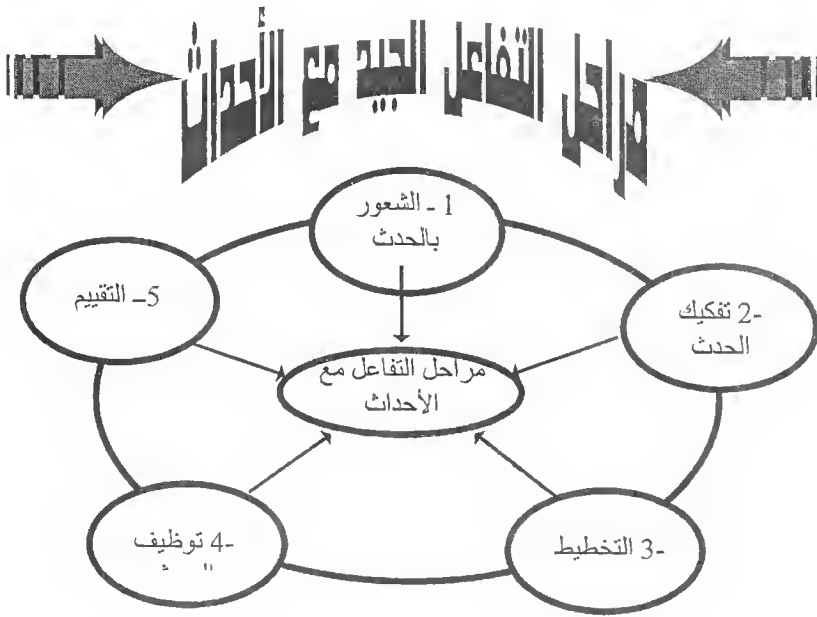 مراحل التفاعل الجيد مع الأحداث
1 - الشعور
بالحدث
2- تفكيك
الحدث
3- التخطيط
4- توظيف
5- التقييم
مراحل التفاعل مع
الأحداث